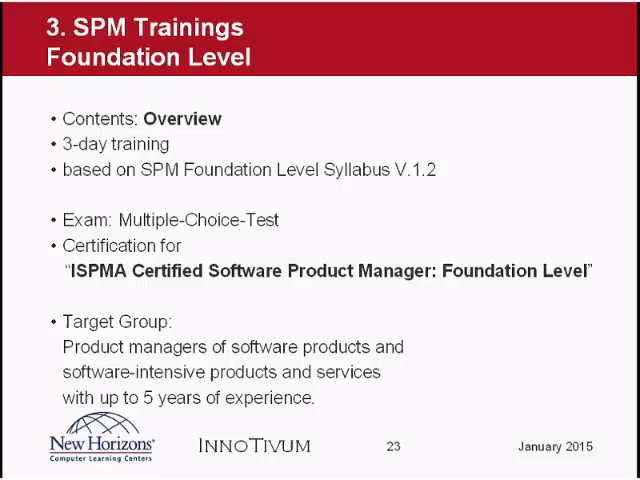 3. SPM Trainings
Foundation Level
• Contents: Overview
• 3-day training
• based on SPM Foundation Level Syllabus V.1.2
• Exam: Multiple-Choice-Test
• Certification for
“ISPMA Certified Software Product Manager: Foundation Level”
• Target Group:
Product managers of software products and
software-intensive products and services
with up to 5 years of experience.
New Horizons®
Computer Learning Centers
INNOTIVUM
23
January 2015